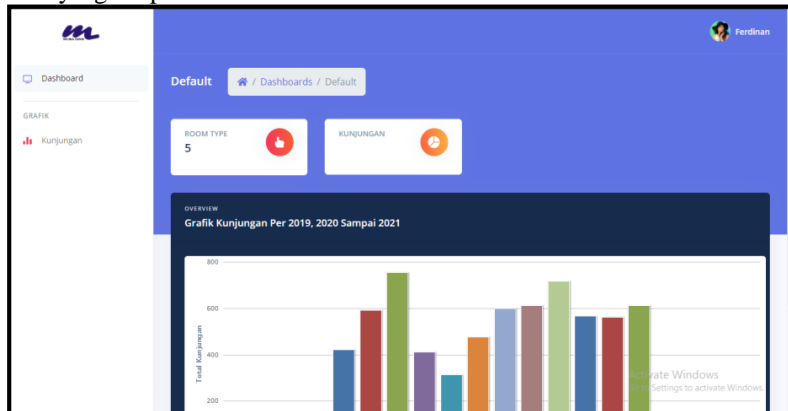 Ferdinan
Dashboard
Default
/ Dashboards / Default
GRAFIK
Kunjungan
ROOM TYPE
5
KUNJUNGAN
OVERVIEW
Grafik Kunjungan Per 2019, 2020 Sampai 2021
800
600
400
200
Total Kunjungan
Activate Windows
Settings to activate Windows.